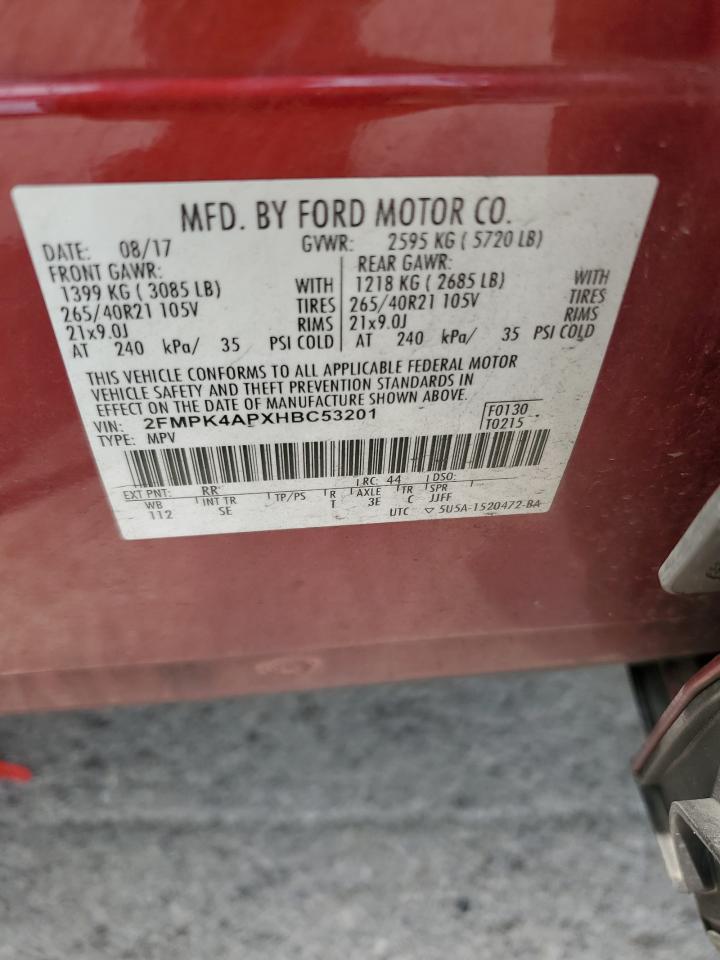 MFD. BY FORD MOTOR CO.
DATE: 08/17 GVWR: 2595 KG ( 5720 LB)
FRONT GAWR: REAR GAWR:
1399 KG ( 3085 LB) WITH 1218 KG ( 2685 LB) WITH
265/40R21 105V TIRES 265/40R21 105V TIRES
21x9.0J RIMS 21x9.0J RIMS
AT 240 kPa/ 35 PSI COLD AT 240 kPa/ 35 PSI COLD
THIS VEHICLE CONFORMS TO ALL APPLICABLE FEDERAL MOTOR
VEHICLE SAFETY AND THEFT PREVENTION STANDARDS IN
EFFECT ON THE DATE OF MANUFACTURE SHOWN ABOVE.
VIN: 2FMPK4APXHBC53201 F0130
TYPE: MPV T0215
EXT PNT: RR RC: 44 DSO:
WB INT TR TP/PS R AXLE TR SPR
112 SE T 3E C JJFF
UTC ▽ 5U5A-1520472-BA